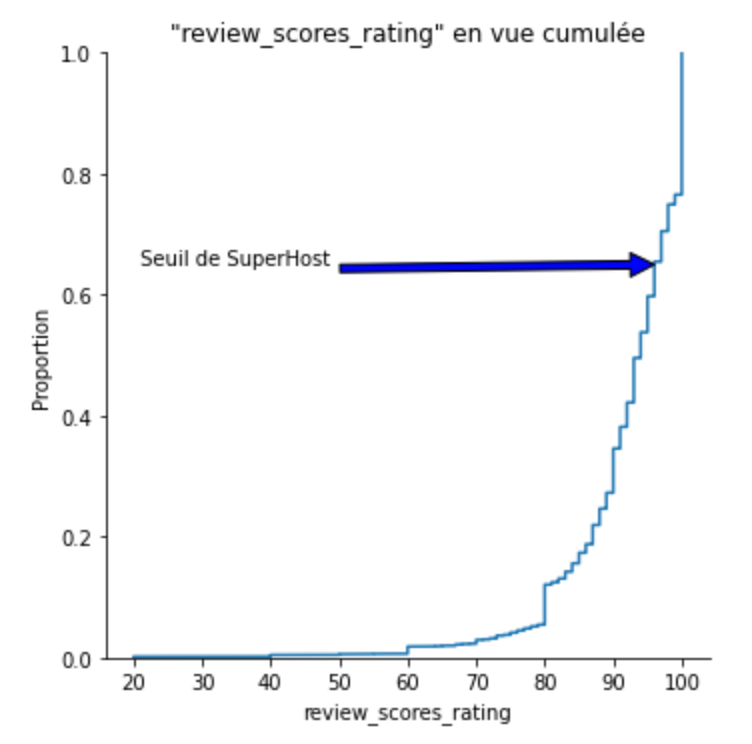 "review_scores_rating" en vue cumulée
1.0
0.8
Seuil de SuperHost
0.6
Proportion
0.4
0.2
0.0
20 30 40 50 60 70 80 90 100
review_scores_rating